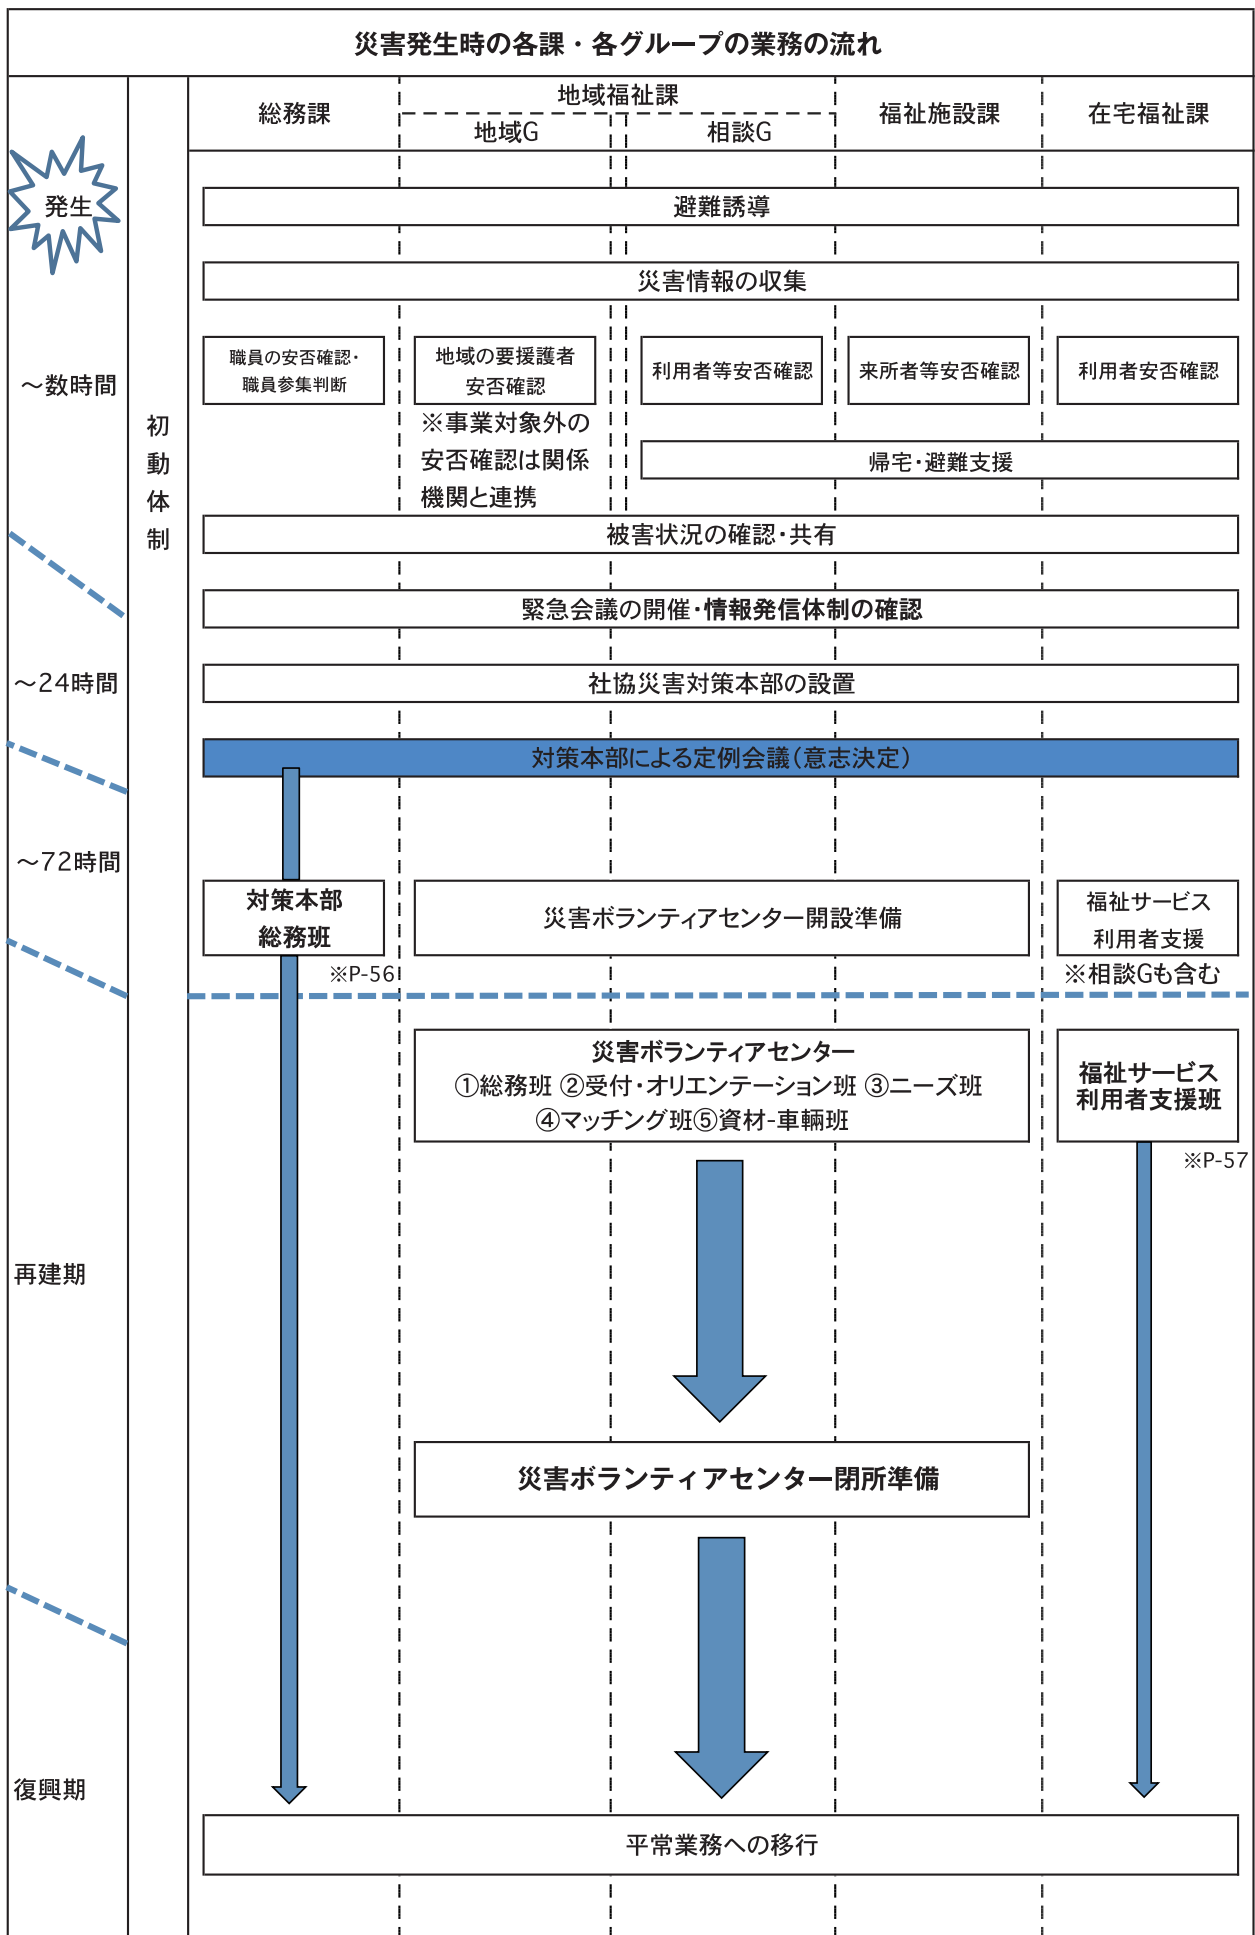 災害発生時の各課・各グループの業務の流れ
総務課
地域福祉課
地域G
相談G
福祉施設課
在宅福祉課
発生
避難誘導
災害情報の収集
～数時間
初
動
体
制
職員の安否確認・
職員参集判断
地域の要援護者
安否確認
利用者等安否確認
来所者等安否確認
利用者安否確認
※事業対象外の
安否確認は関係
機関と連携
帰宅・避難支援
被害状況の確認・共有
緊急会議の開催・情報発信体制の確認
～24時間
社協災害対策本部の設置
対策本部による定例会議（意志決定）
～72時間
対策本部
総務班
※P-56
災害ボランティアセンター開設準備
福祉サービス
利用者支援
※相談Gも含む
災害ボランティアセンター
①総務班 ②受付・オリエンテーション班 ③ニーズ班
④マッチング班⑤資材-車輛班
福祉サービス
利用者支援班
※P-57
再建期
災害ボランティアセンター閉所準備
復興期
平常業務への移行